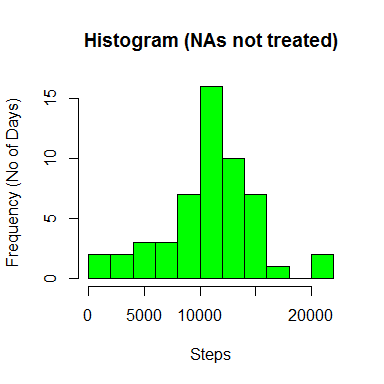 Histogram (NAs not treated)
Frequency (No of Days)
15
10
5
0
0 5000 10000 20000
Steps